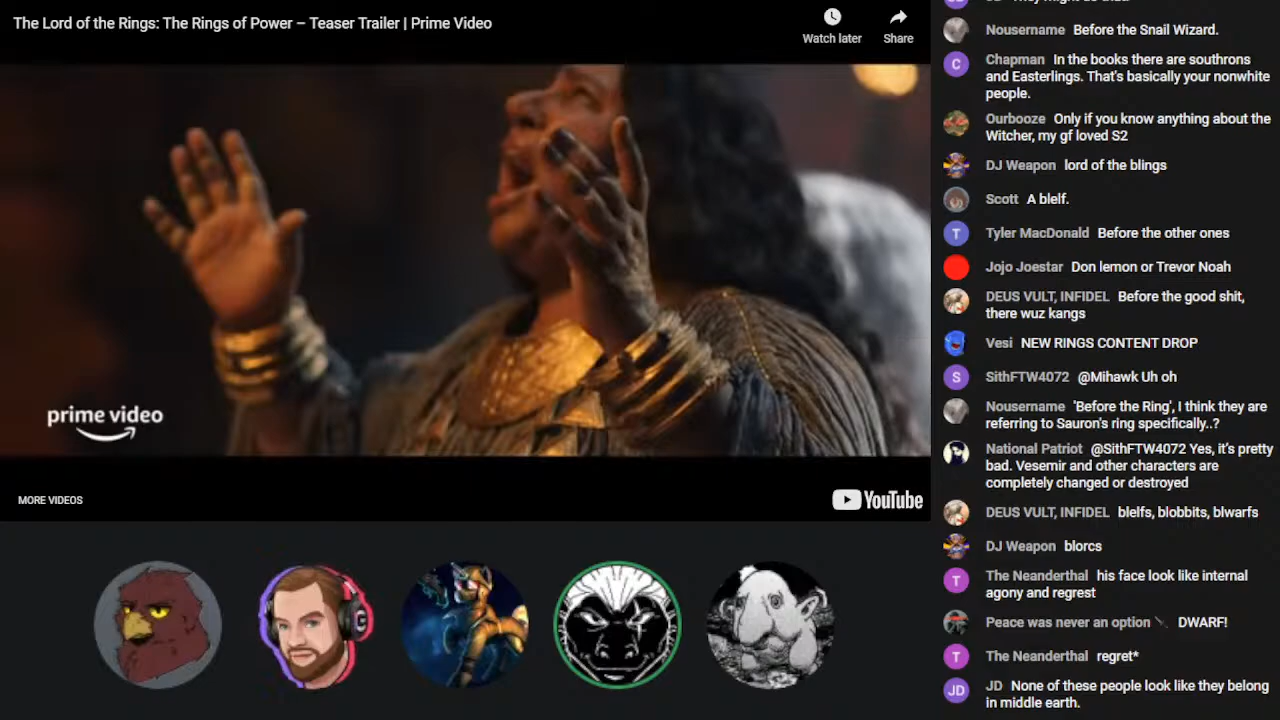 The Lord of the Rings: The Rings of Power – Teaser Trailer | Prime Video
Watch later
Share
prime video
MORE VIDEOS
YouTube
Nousername Before the Snail Wizard.
C
Chapman In the books there are southrons
and Easterlings. That's basically your nonwhite
people.
Ourbooze Only if you know anything about the
Witcher, my gf loved S2
DJ Weapon lord of the blings
Scott A blelf.
T
Tyler MacDonald Before the other ones
Jojo Joestar Don lemon or Trevor Noah
DEUS VULT, INFIDEL Before the good shit,
there wuz kangs
Vesi NEW RINGS CONTENT DROP
S
SithFTW4072 @Mihawk Uh oh
Nousername 'Before the Ring', I think they are
referring to Sauron's ring specifically..?
National Patriot @SithFTW4072 Yes, it's pretty
bad. Vesemir and other characters are
completely changed or destroyed
DEUS VULT, INFIDEL blelfs, blobbits, blwarfs
DJ Weapon blorcs
T
The Neanderthal his face look like internal
agony and regrest
Peace was never an option DWARF!
T
The Neanderthal regret*
JD
JD None of these people look like they belong
in middle earth.